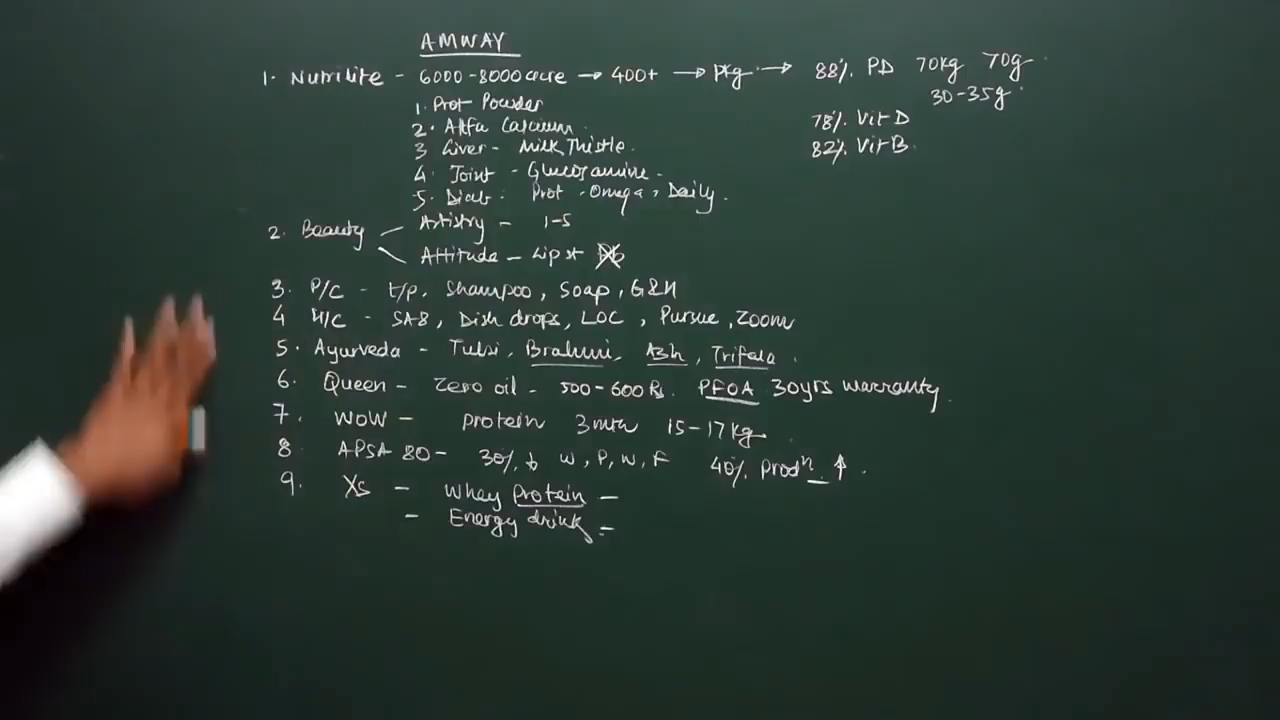 AMWAY
1. Nutrilite - 6000-8000 acre → 400+ → pkg → 88% PD 70kg 70g
30-35g
1. Prot Powder
78% Vit D
2. Alfa Calcium
82% Vit B
3 Liver - Milk Thistle.
4. Joint - Glucosamine -
5. Diab: Prot, Omega, Daily.
2. Beauty
Artistry - 1-5
Attitude - Lip st
3. P/C - t/p, Shampoo, Soap, G&H
4 H/C - SA8, Dish drops, LOC, Pursue, Zoom
5. Ayurveda - Tulsi, Brahmi, Ash, Trifala.
6. Queen - Zero oil - 500-600 Rs. PFOA 30yrs warranty.
7. WOW - protein 3mth 15-17kg
8 APSA 80 - 30% ↓ W, P, W, F 40% Prodⁿ ↑.
9. XS - Whey Protein -
- Energy drink -